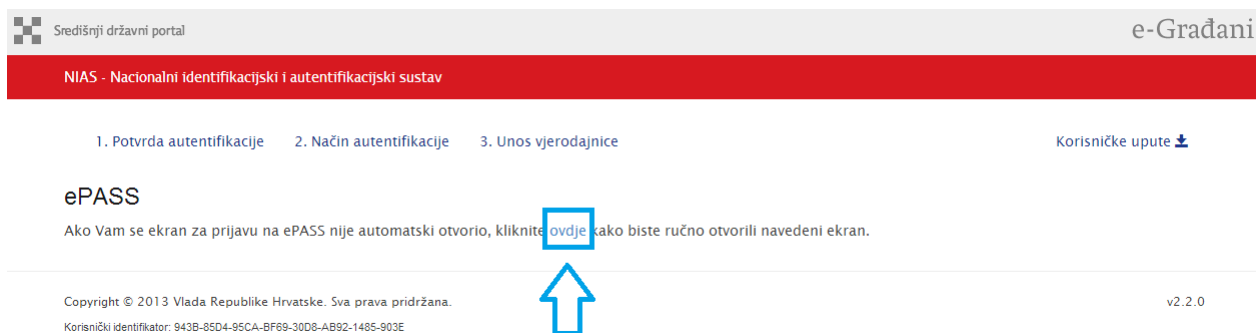 Središnji državni portal
e-Građani
NIAS - Nacionalni identifikacijski i autentifikacijski sustav
1. Potvrda autentifikacije 2. Način autentifikacije 3. Unos vjerodajnice Korisničke upute
ePASS
Ako Vam se ekran za prijavu na ePASS nije automatski otvorio, kliknite ovdje kako biste ručno otvorili navedeni ekran.
Copyright © 2013 Vlada Republike Hrvatske. Sva prava pridržana. v2.2.0
Korisnički identifikator: 943B-85D4-95CA-BF69-30D8-AB92-1485-903E